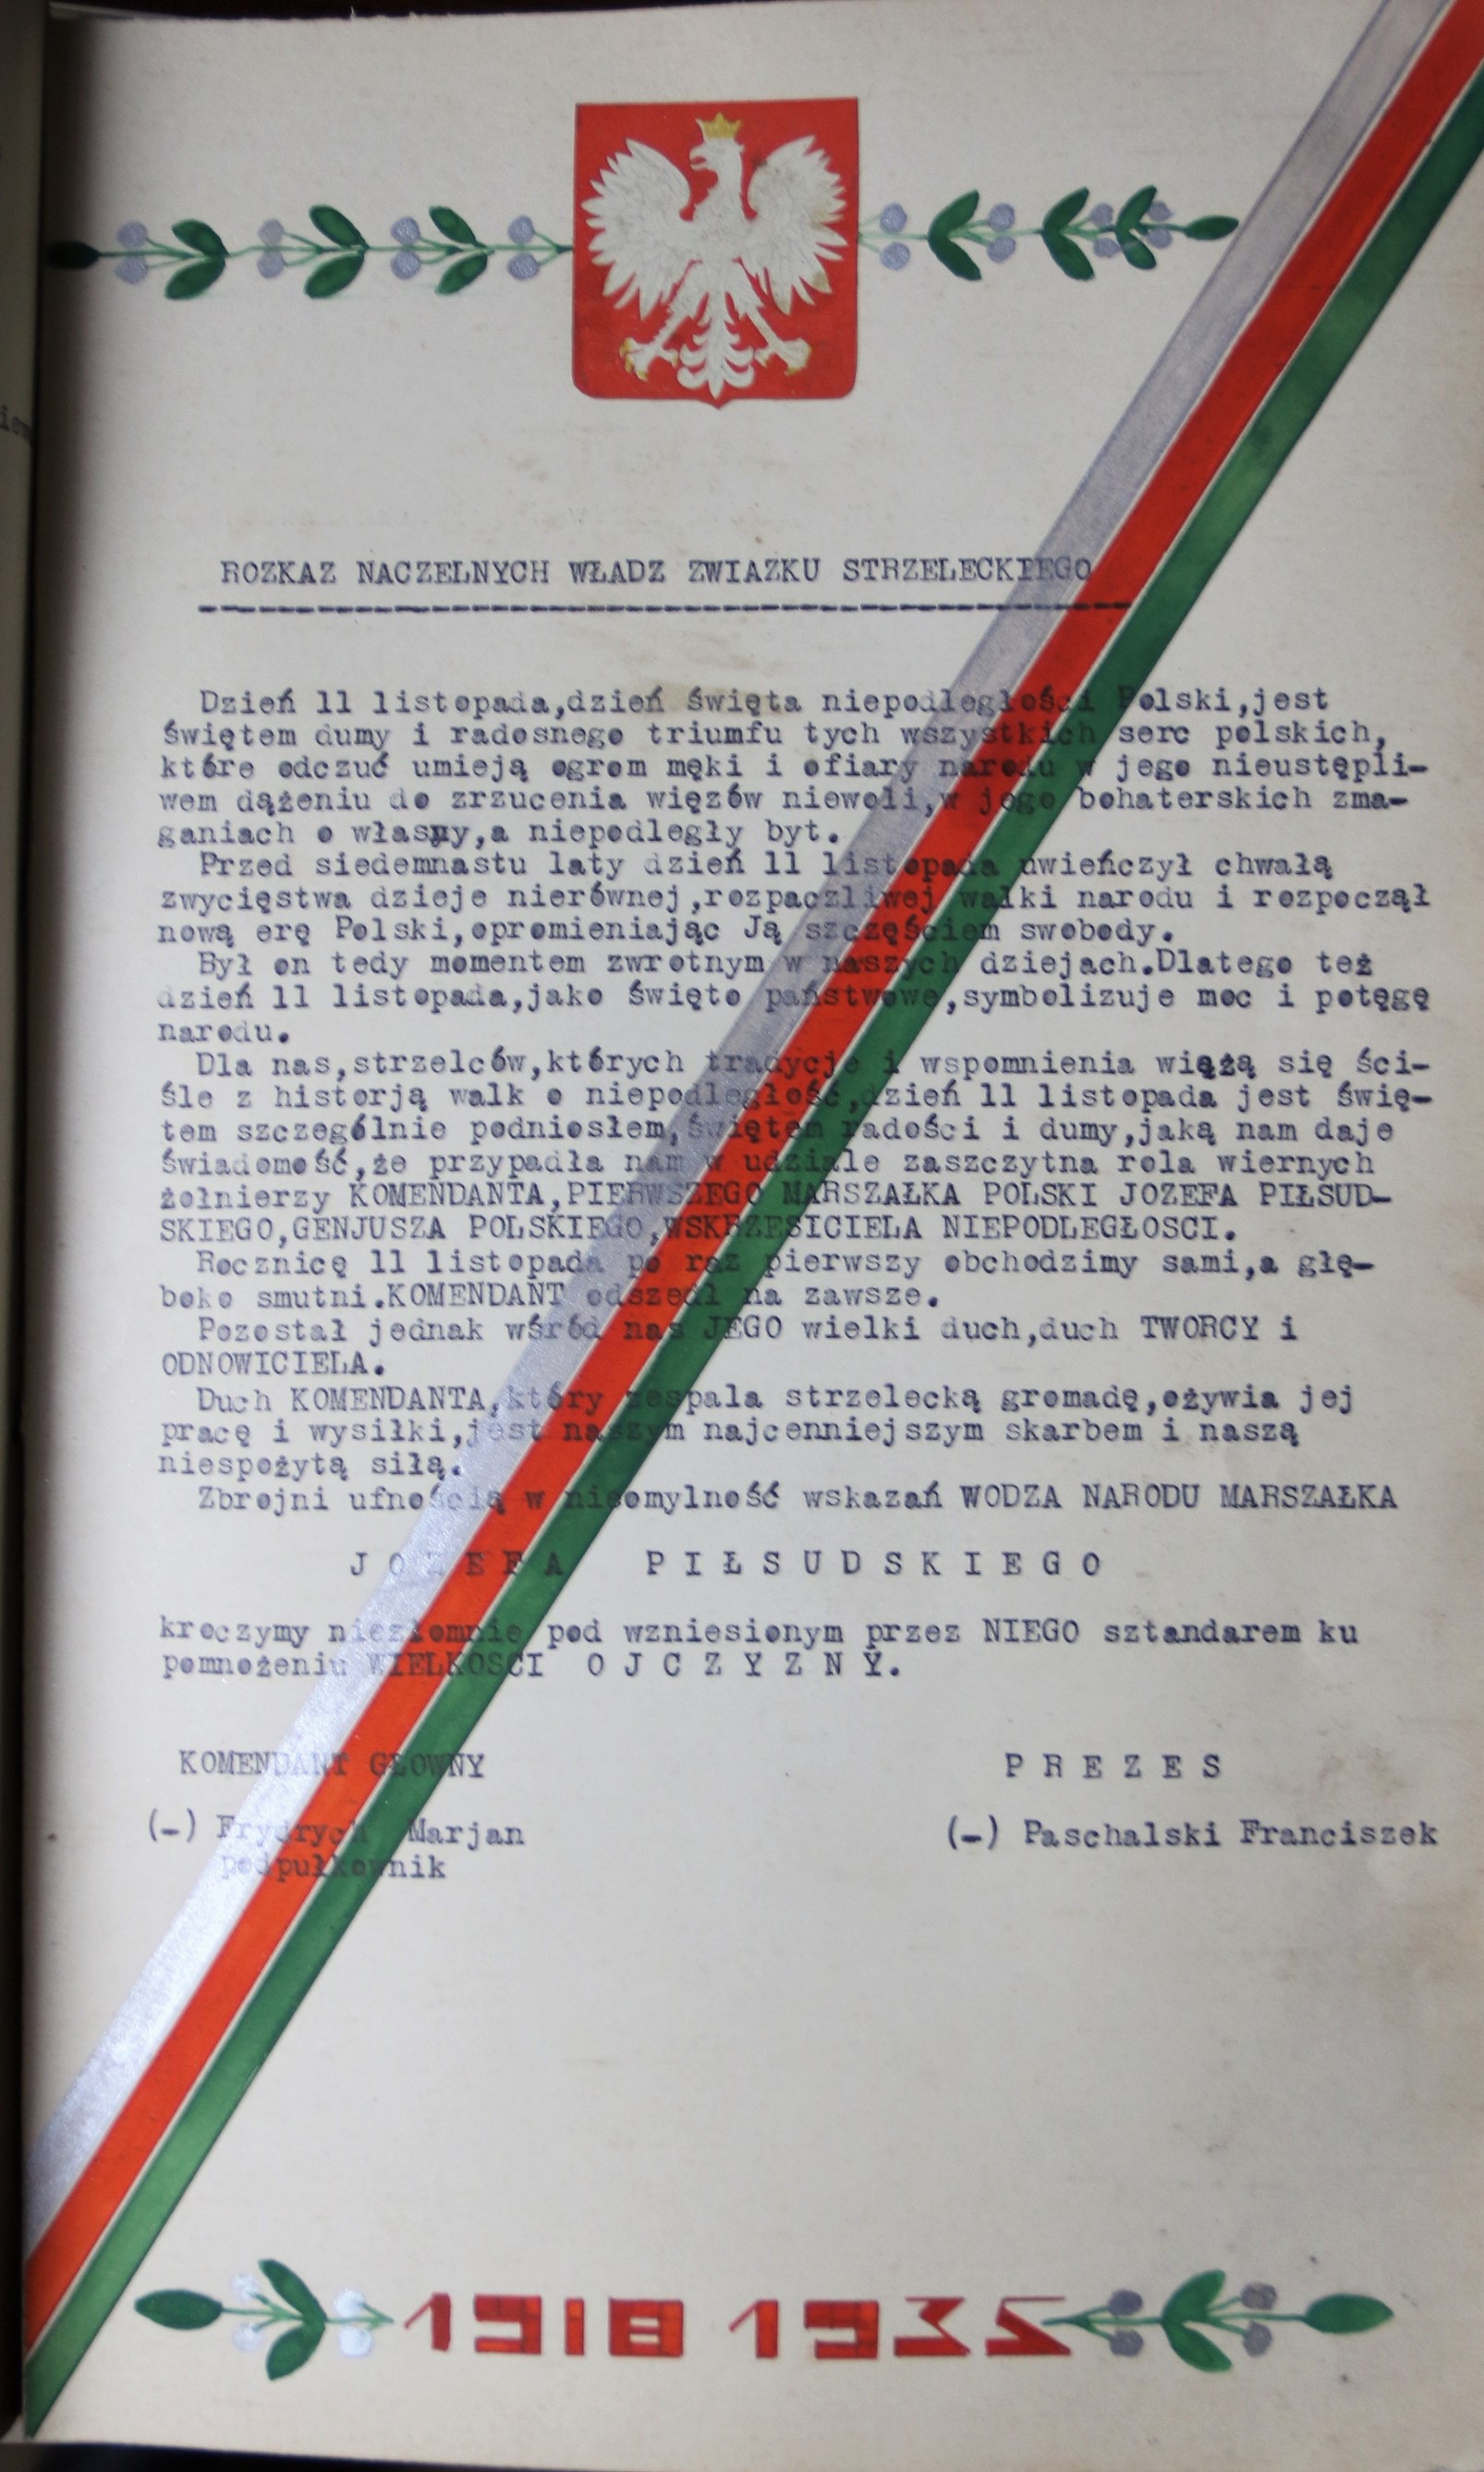 ROZKAZ NACZELNYCH WŁADZ ZWIAZKU STRZELECKIEGO
Dzień 11 listopada,dzień święta niepodległości Polski,jest
świętem dumy i radosnego triumfu tych wszystkich serc polskich,
które odczuć umieją ogrom męki i ofiary narodu w jego nieustępli-
wem dążeniu do zrzucenia więzów niewoli,w jego bohaterskich zma-
ganiach o własny,a niepodległy byt.
Przed siedemnastu laty dzień 11 listopada uwieńczył chwałą
zwycięstwa dzieje nierównej,rozpaczliwej walki narodu i rozpoczął
nową erę Polski,opromieniając Ją szczęściem swobody.
Był on tedy momentem zwrotnym w naszych dziejach.Dlatego też
dzień 11 listopada,jako święto państwowe,symbolizuje moc i potęgę
narodu.
Dla nas,strzelców,których tradycje i wspomnienia wiążą się ści-
śle z historją walk o niepodległość,dzień 11 listopada jest świę-
tem szczególnie podniosłem,świętem radości i dumy,jaką nam daje
świadomość,że przypadła nam w udziale zaszczytna rola wiernych
żołnierzy KOMENDANTA,PIERWSZEGO MARSZAŁKA POLSKI JOZEFA PIŁSUD-
SKIEGO,GENJUSZA POLSKIEGO,WSKRZESICIELA NIEPODLEGŁOSCI.
Rocznicę 11 listopada po raz pierwszy obchodzimy sami,a głę-
boko smutni.KOMENDANT odszedł na zawsze.
Pozostał jednak wśród nas JEGO wielki duch,duch TWORCY i
ODNOWICIELA.
Duch KOMENDANTA,który zespala strzelecką gromadę,ożywia jej
pracę i wysiłki,jest naszym najcenniejszym skarbem i naszą
niespożytą siłą.
Zbrojni ufnością w nieomylność wskazań WODZA NARODU MARSZAŁKA
J O Z E F A   P I Ł S U D S K I E G O
kroczymy niezłomnie pod wzniesionym przez NIEGO sztandarem ku
pomnożeniu WIELKOSCI O J C Z Y Z N Y.
KOMENDANT GŁOWNY   P R E Z E S
(-) Frydrych Marjan   (-) Paschalski Franciszek
podpułkownik
1918 1935